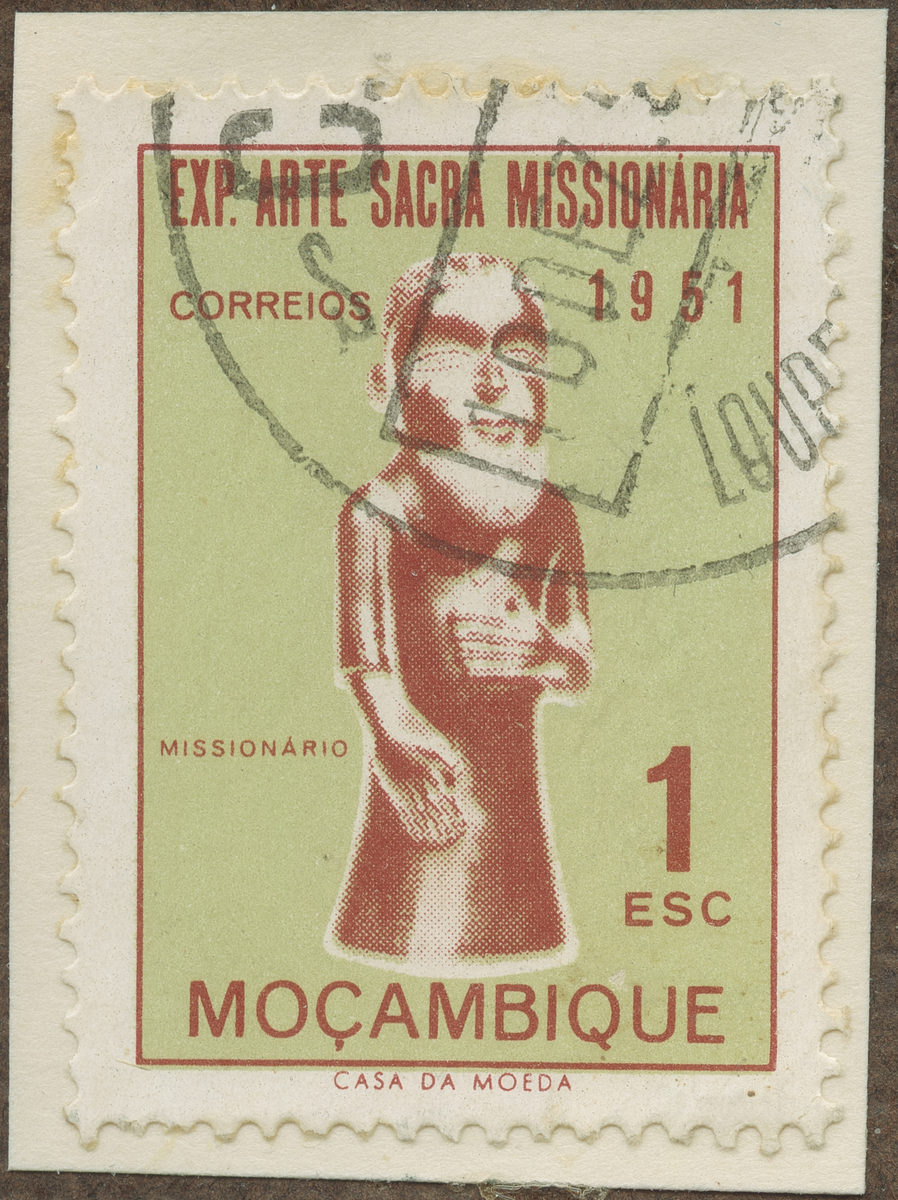 EXP. ARTE SACRA MISSIONÁRIA
CORREIOS 1951
MISSIONÁRIO
1
ESC
MOÇAMBIQUE
CASA DA MOEDA